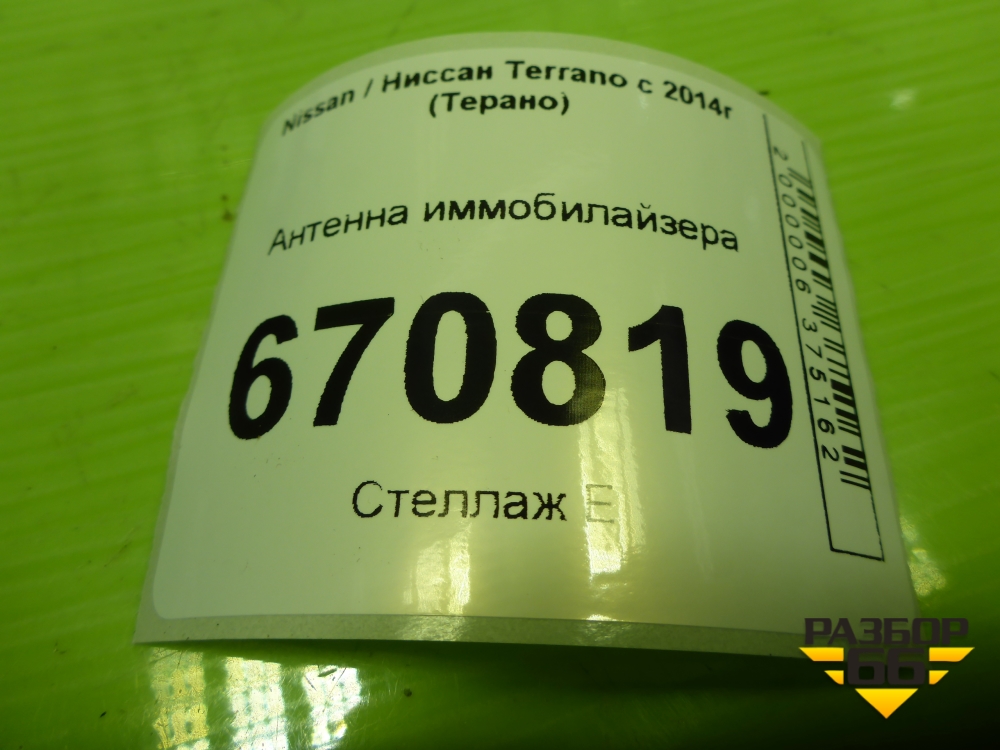 Nissan / Ниссан Terrano с 2014г
(Терано)
Антенна иммобилайзера
670819
Стеллаж E
2000006375162
РАЗБОР
66